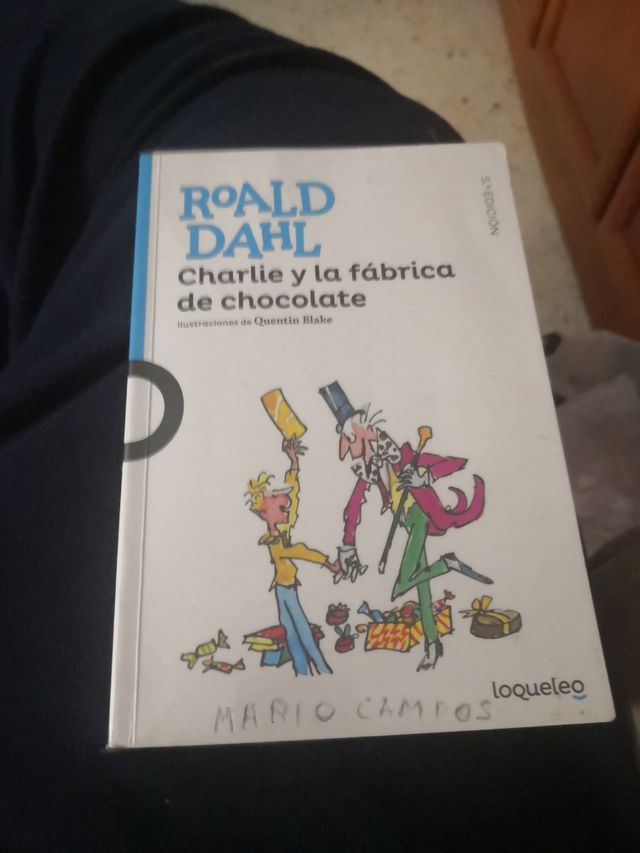 ROALD
DAHL
Charlie y la fábrica
de chocolate
Ilustraciones de Quentin Blake
5.ª EDICIÓN
loqueleo
MARIO CAMPOS